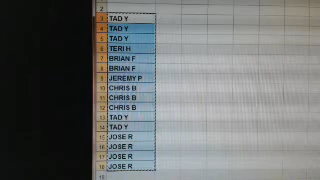 2
3 TAD Y
4 TAD Y
5 TAD Y
6 TERI H
7 BRIAN F
8 BRIAN F
9 JEREMY P
10 CHRIS B
11 CHRIS B
12 CHRIS B
13 TAD Y
14 TAD Y
15 JOSE R
16 JOSE R
17 JOSE R
18 JOSE R
19